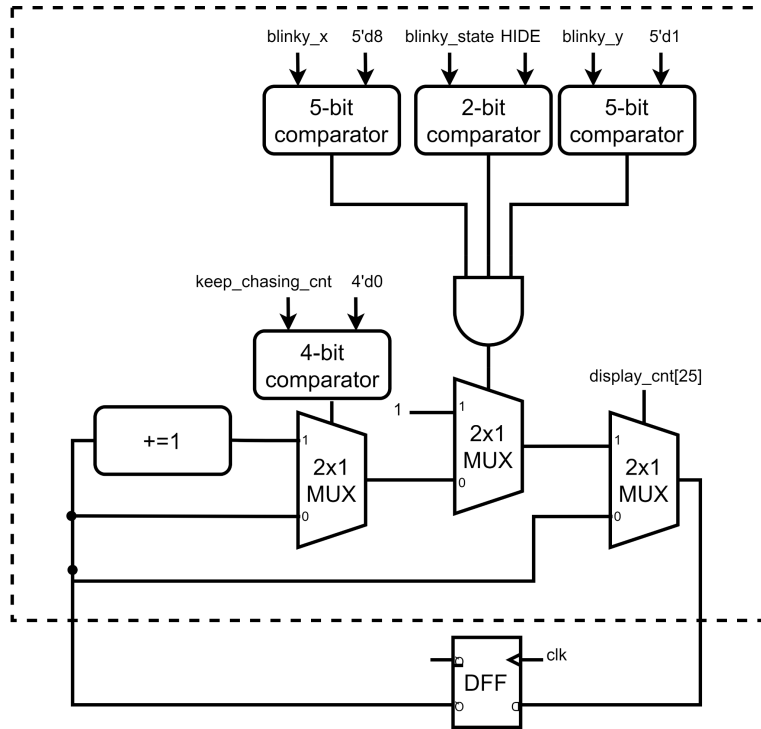 blinky_x 5'd8 blinky_state HIDE blinky_y 5'd1
5-bit
comparator
2-bit
comparator
5-bit
comparator
keep_chasing_cnt 4'd0
4-bit
comparator
display_cnt[25]
+=1
1
2x1
MUX
0
1
1
2x1
MUX
0
1
2x1
MUX
0
clk
DFF